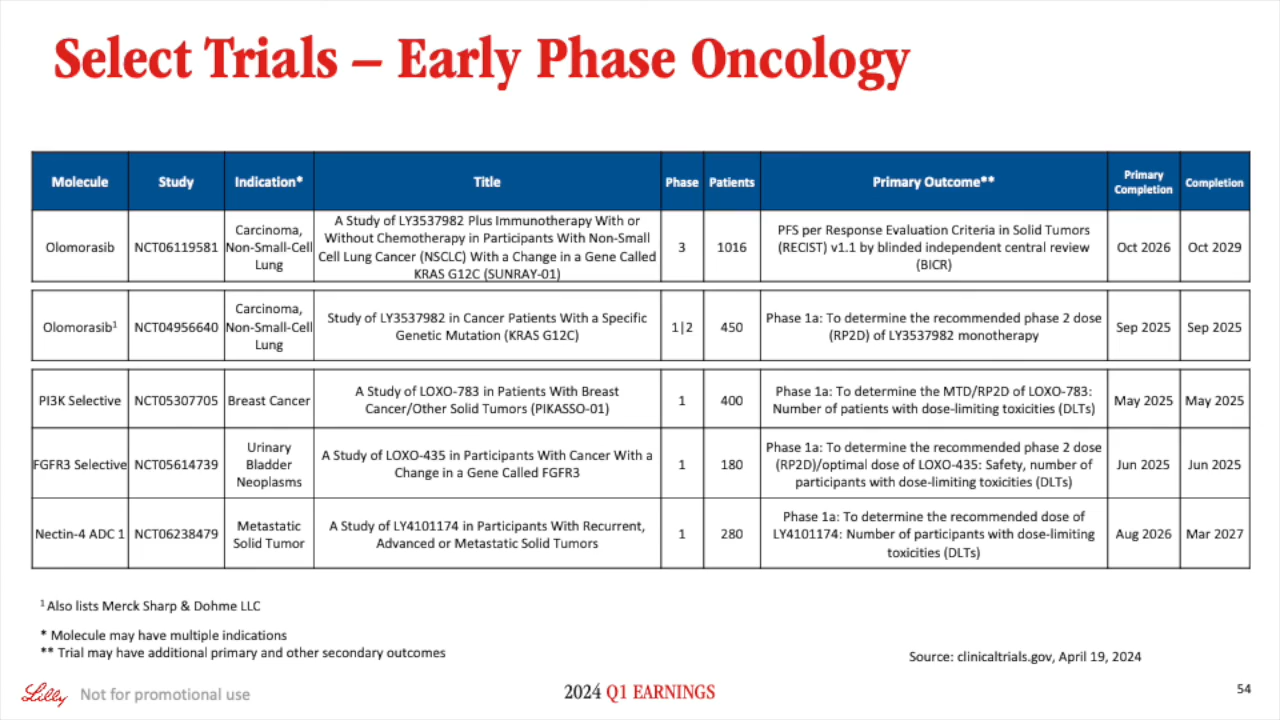 Select Trials – Early Phase Oncology
Molecule
Study
Indication*
Title
Phase
Patients
Primary Outcome**
Primary
Completion
Completion
Olomorasib
NCT06119581
Carcinoma,
Non-Small-Cell
Lung
A Study of LY3537982 Plus Immunotherapy With or
Without Chemotherapy in Participants With Non-Small
Cell Lung Cancer (NSCLC) With a Change in a Gene Called
KRAS G12C (SUNRAY-01)
3
1016
PFS per Response Evaluation Criteria in Solid Tumors
(RECIST) v1.1 by blinded independent central review
(BICR)
Oct 2026
Oct 2029
Olomorasib¹
NCT04956640
Carcinoma,
Non-Small-Cell
Lung
Study of LY3537982 in Cancer Patients With a Specific
Genetic Mutation (KRAS G12C)
1|2
450
Phase 1a: To determine the recommended phase 2 dose
(RP2D) of LY3537982 monotherapy
Sep 2025
Sep 2025
PI3K Selective
NCT05307705
Breast Cancer
A Study of LOXO-783 in Patients With Breast
Cancer/Other Solid Tumors (PIKASSO-01)
1
400
Phase 1a: To determine the MTD/RP2D of LOXO-783:
Number of patients with dose-limiting toxicities (DLTs)
May 2025
May 2025
FGFR3 Selective
NCT05614739
Urinary
Bladder
Neoplasms
A Study of LOXO-435 in Participants With Cancer With a
Change in a Gene Called FGFR3
1
180
Phase 1a: To determine the recommended phase 2 dose
(RP2D)/optimal dose of LOXO-435: Safety, number of
participants with dose-limiting toxicities (DLTs)
Jun 2025
Jun 2025
Nectin-4 ADC 1
NCT06238479
Metastatic
Solid Tumor
A Study of LY4101174 in Participants With Recurrent,
Advanced or Metastatic Solid Tumors
1
280
Phase 1a: To determine the recommended dose of
LY4101174: Number of participants with dose-limiting
toxicities (DLTs)
Aug 2026
Mar 2027
¹ Also lists Merck Sharp & Dohme LLC
* Molecule may have multiple indications
** Trial may have additional primary and other secondary outcomes
Source: clinicaltrials.gov, April 19, 2024
Lilly
Not for promotional use
2024 Q1 EARNINGS
54